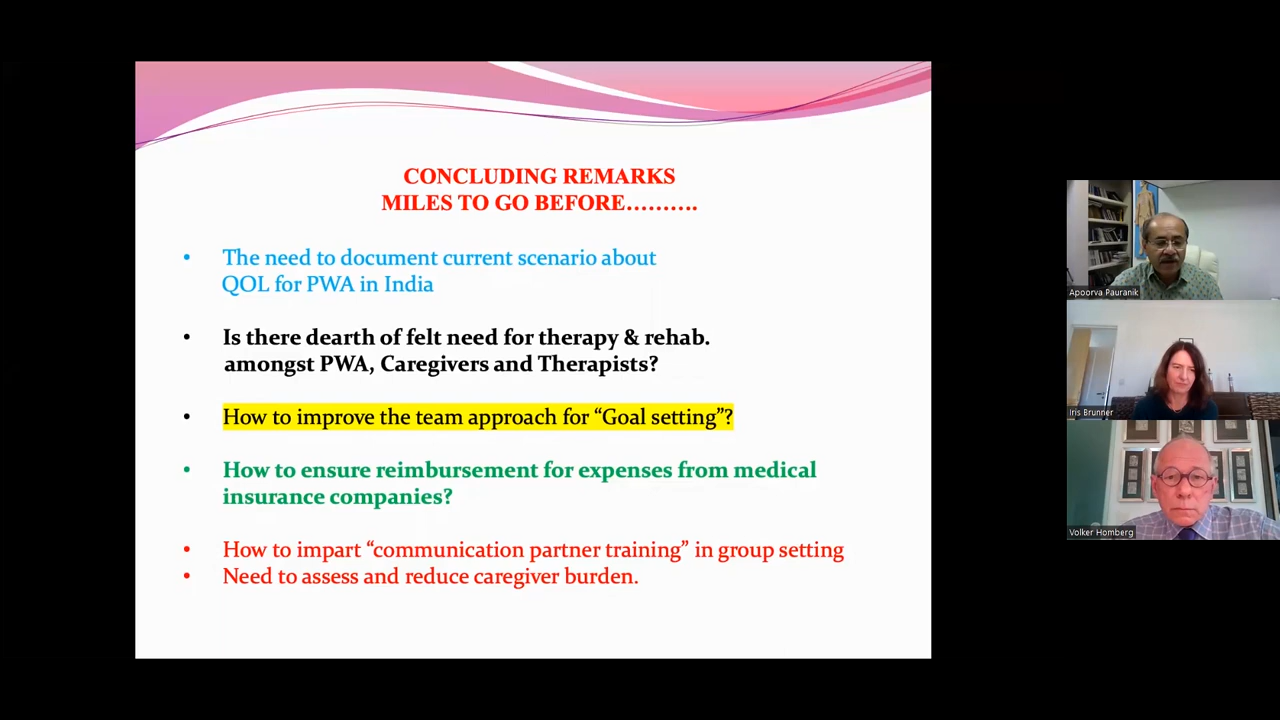 CONCLUDING REMARKS
MILES TO GO BEFORE……….
• The need to document current scenario about
QOL for PWA in India
• Is there dearth of felt need for therapy & rehab.
amongst PWA, Caregivers and Therapists?
• How to improve the team approach for “Goal setting”?
• How to ensure reimbursement for expenses from medical
insurance companies?
• How to impart “communication partner training” in group setting
• Need to assess and reduce caregiver burden.
Apoorva Pauranik
Iris Brunner
Volker Homberg